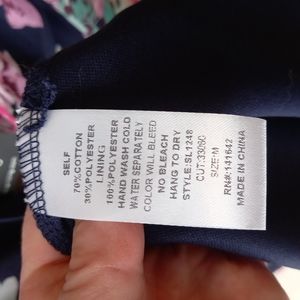 SELF
70%COTTON
30%POLYESTER
LINING
100%POLYESTER
HAND WASH COLD
WATER SEPARATELY
COLOR WILL BLEED
NO BLEACH
HANG TO DRY
STYLE:SL1248
CUT:33080
SIZE:M
RN#:141642
MADE IN CHINA